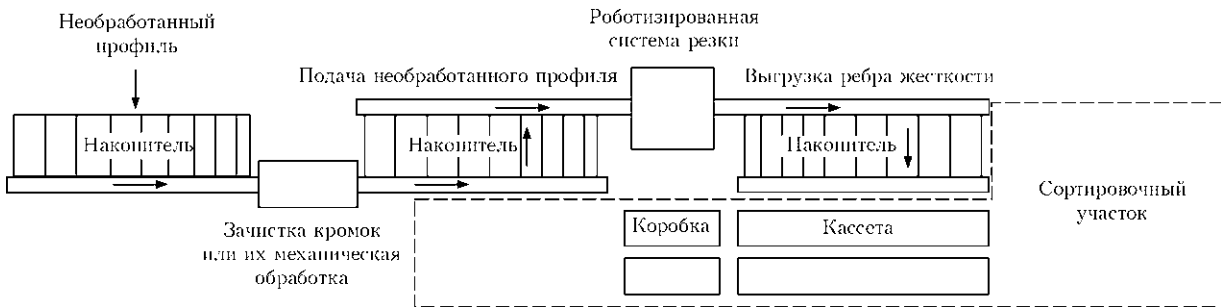 Необработанный
профиль
Роботизированная
система резки
Подача необработанного профиля
Выгрузка ребра жесткости
Накопитель
Накопитель
Накопитель
Сортировочный
участок
Зачистка кромок
или их механическая
обработка
Коробка
Кассета